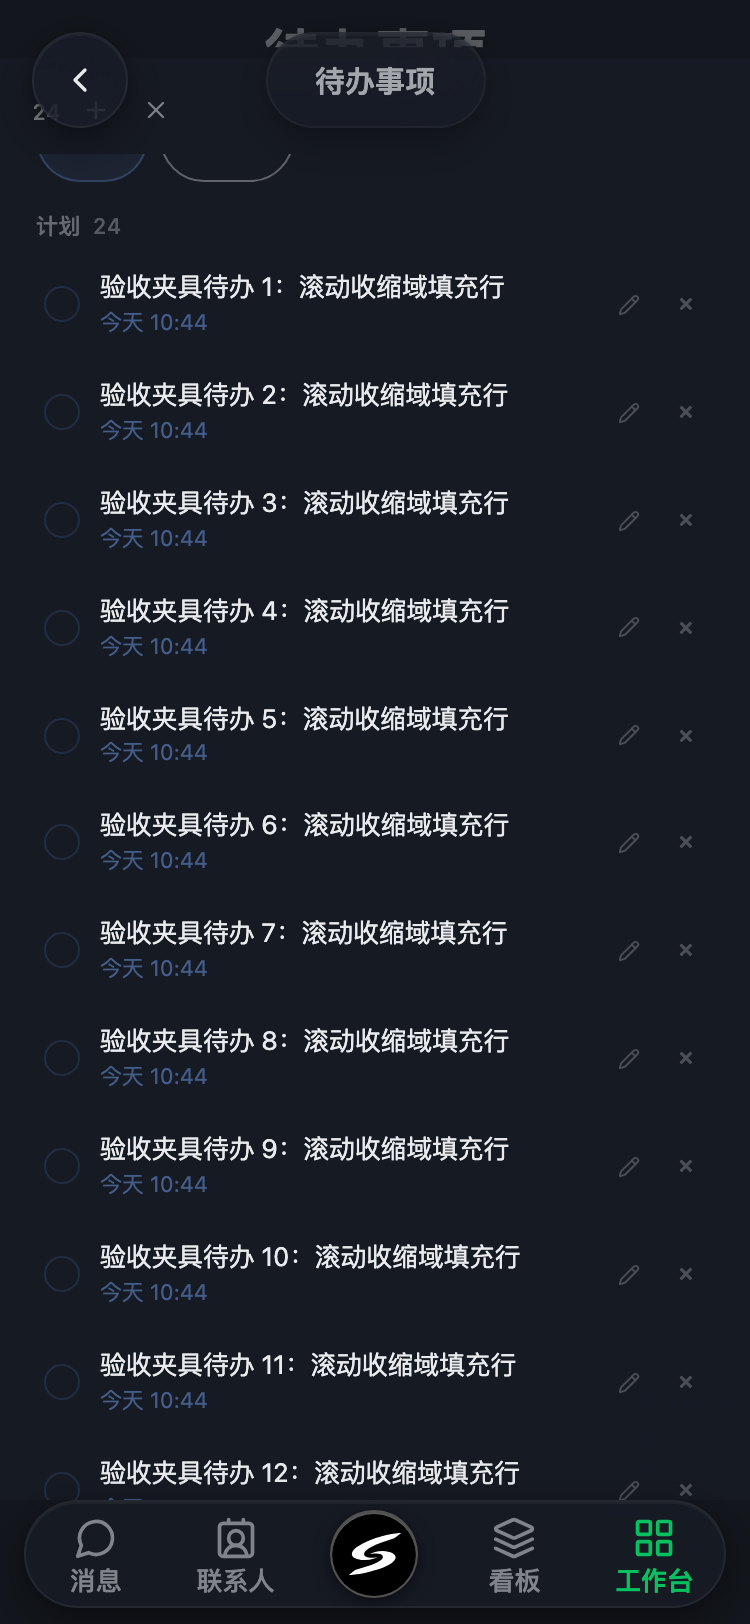 待办事项
待办事项
24
计划 24
验收夹具待办 1：滚动收缩域填充行
今天 10:44
验收夹具待办 2：滚动收缩域填充行
今天 10:44
验收夹具待办 3：滚动收缩域填充行
今天 10:44
验收夹具待办 4：滚动收缩域填充行
今天 10:44
验收夹具待办 5：滚动收缩域填充行
今天 10:44
验收夹具待办 6：滚动收缩域填充行
今天 10:44
验收夹具待办 7：滚动收缩域填充行
今天 10:44
验收夹具待办 8：滚动收缩域填充行
今天 10:44
验收夹具待办 9：滚动收缩域填充行
今天 10:44
验收夹具待办 10：滚动收缩域填充行
今天 10:44
验收夹具待办 11：滚动收缩域填充行
今天 10:44
验收夹具待办 12：滚动收缩域填充行
消息
联系人
看板
工作台